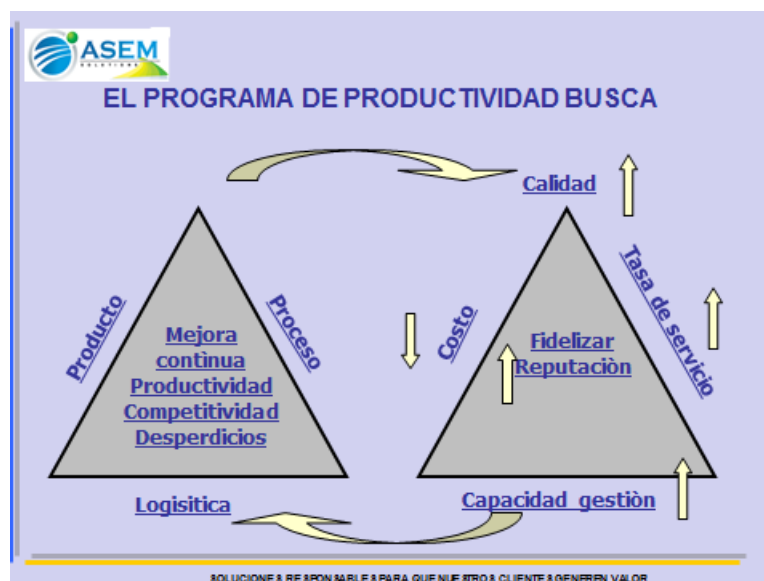 ASEM
SOLUTIONS
EL PROGRAMA DE PRODUCTIVIDAD BUSCA
Calidad
Producto
Proceso
Mejora
contìnua
Productividad
Competitividad
Desperdicios
Logisitica
Costo
Tasa de servicio
Fidelizar
Reputaciòn
Capacidad gestiòn
SOLUCIONES RESPONSABLES PARA QUE NUESTROS CLIENTES GENEREN VALOR